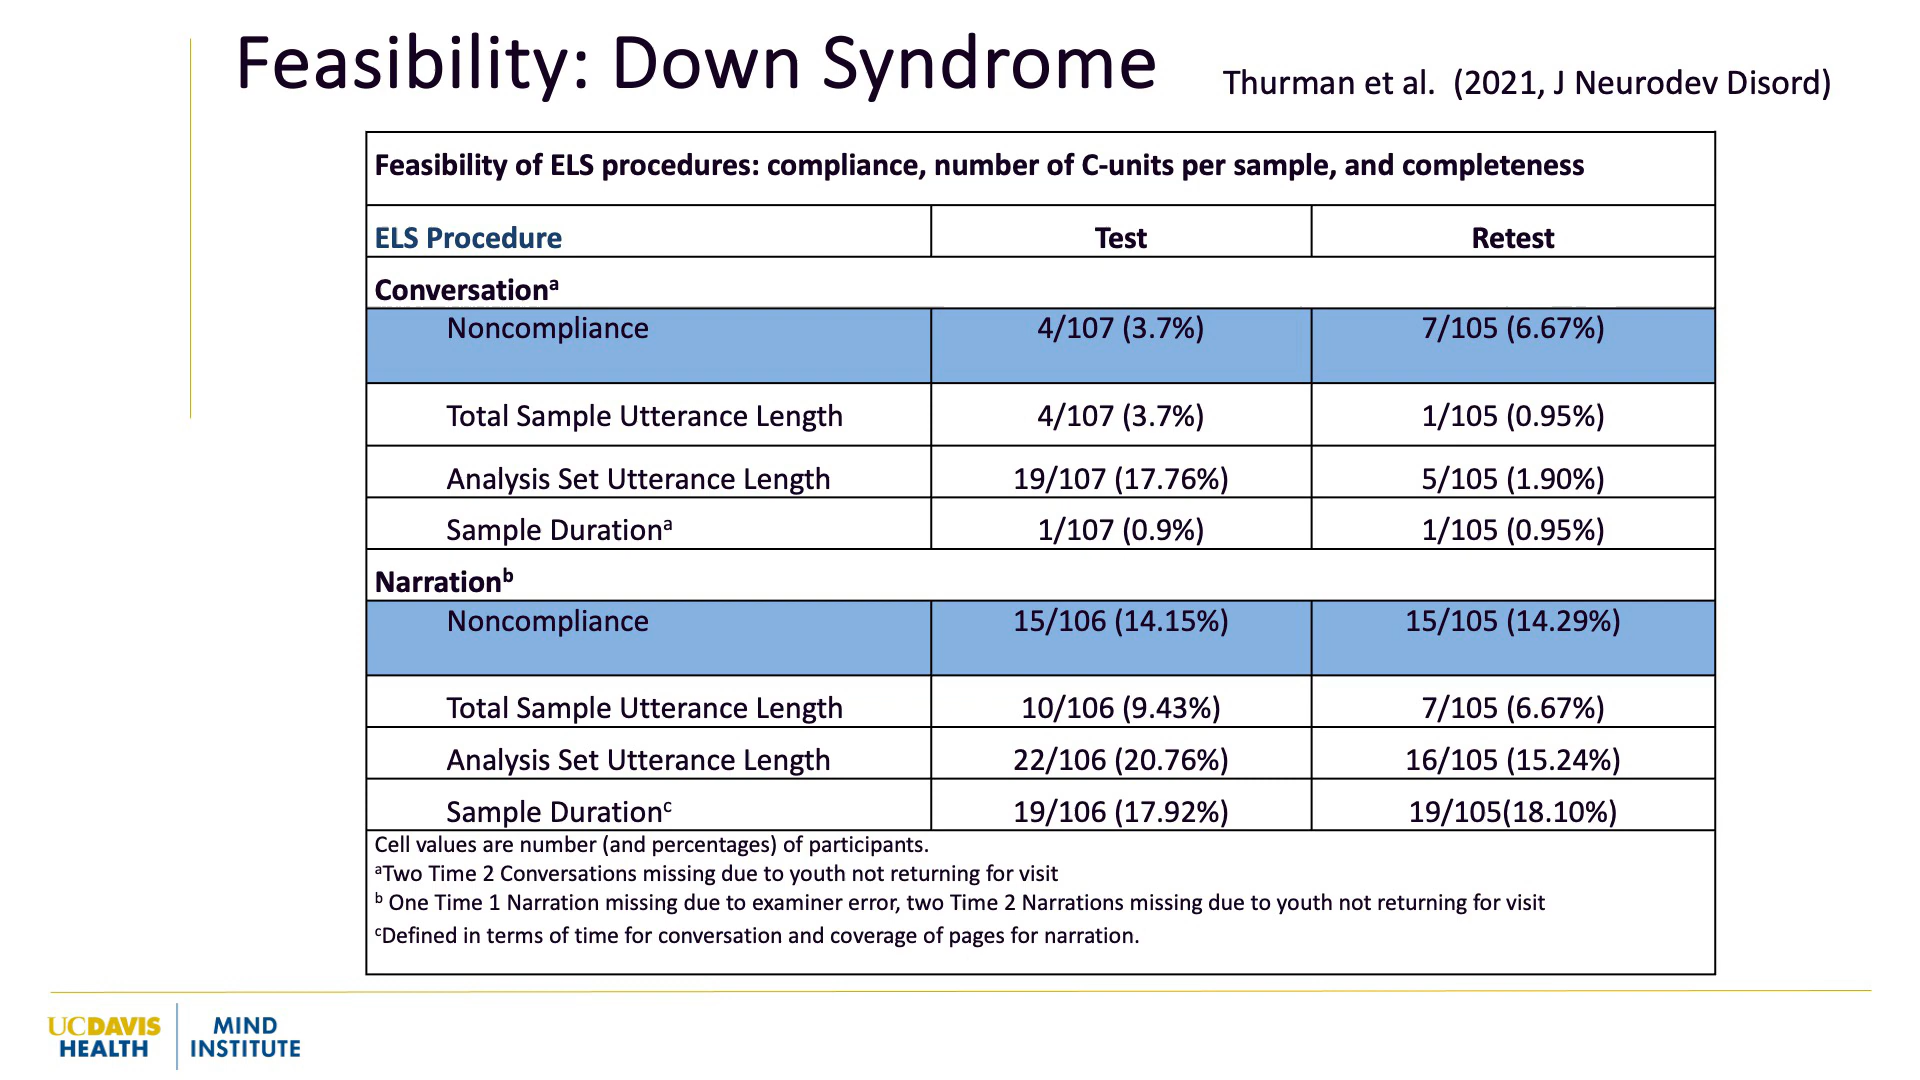 Feasibility: Down Syndrome
Thurman et al. (2021, J Neurodev Disord)
Feasibility of ELS procedures: compliance, number of C-units per sample, and completeness
ELS Procedure Test Retest
Conversationᵃ
Noncompliance 4/107 (3.7%) 7/105 (6.67%)
Total Sample Utterance Length 4/107 (3.7%) 1/105 (0.95%)
Analysis Set Utterance Length 19/107 (17.76%) 5/105 (1.90%)
Sample Durationᵃ 1/107 (0.9%) 1/105 (0.95%)
Narrationᵇ
Noncompliance 15/106 (14.15%) 15/105 (14.29%)
Total Sample Utterance Length 10/106 (9.43%) 7/105 (6.67%)
Analysis Set Utterance Length 22/106 (20.76%) 16/105 (15.24%)
Sample Durationᶜ 19/106 (17.92%) 19/105(18.10%)
Cell values are number (and percentages) of participants.
ᵃTwo Time 2 Conversations missing due to youth not returning for visit
ᵇ One Time 1 Narration missing due to examiner error, two Time 2 Narrations missing due to youth not returning for visit
ᶜDefined in terms of time for conversation and coverage of pages for narration.
UCDAVIS
HEALTH
MIND
INSTITUTE